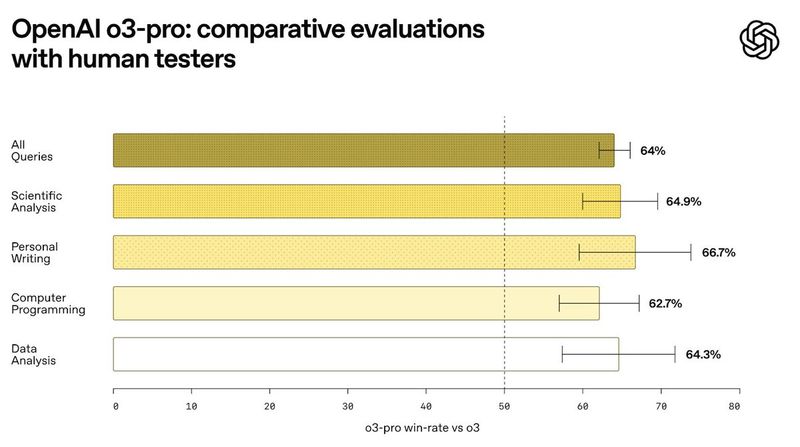 OpenAI o3-pro: comparative evaluations
with human testers
All
Queries
64%
Scientific
Analysis
64.9%
Personal
Writing
66.7%
Computer
Programming
62.7%
Data
Analysis
64.3%
0 10 20 30 40 50 60 70 80
o3-pro win-rate vs o3